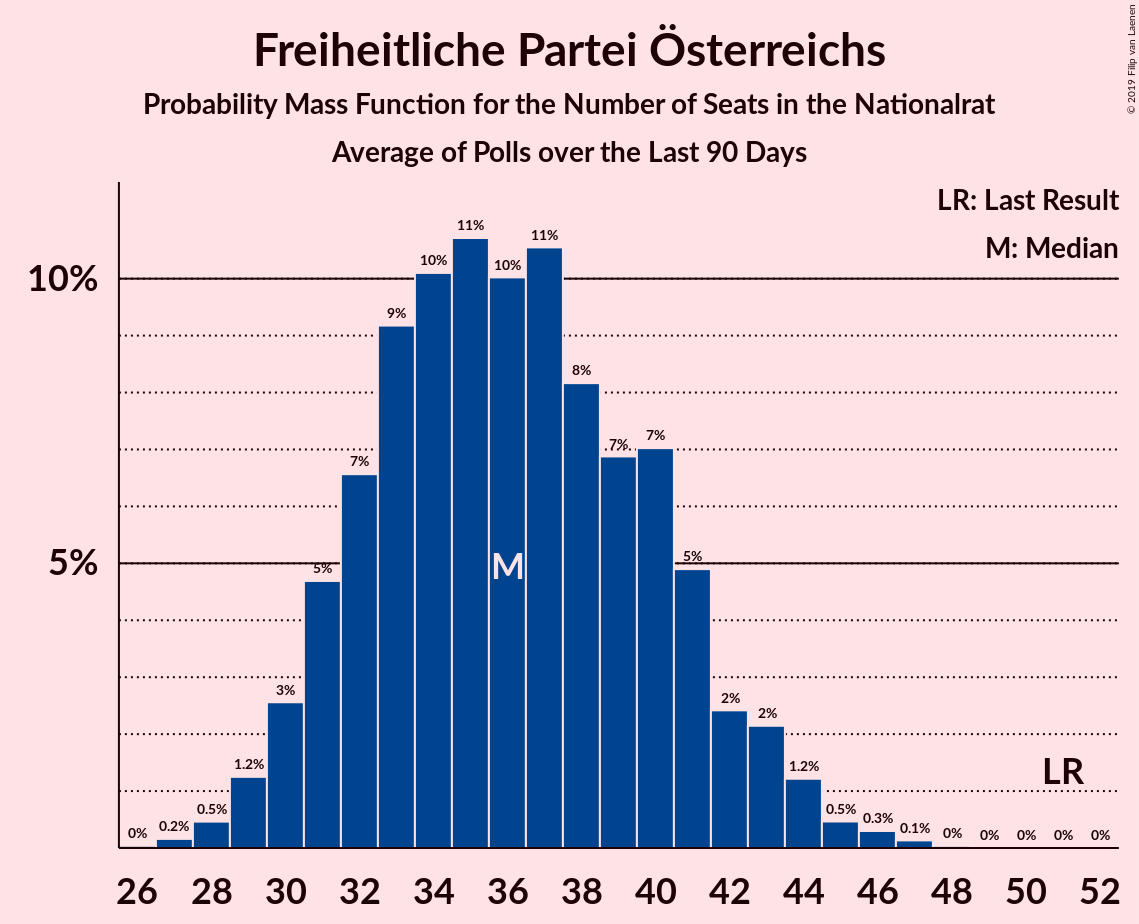 Freiheitliche Partei Österreichs
Probability Mass Function for the Number of Seats in the Nationalrat
Average of Polls over the Last 90 Days
© 2019 Filip van Laenen
LR: Last Result
M: Median
10%
5%
0% 0.2% 0.5% 1.2% 3% 5% 7% 9% 10% 11% 10% 11% 8% 7% 7% 5% 2% 2% 1.2% 0.5% 0.3% 0.1% 0% 0% 0% 0% 0%
M
LR
26 28 30 32 34 36 38 40 42 44 46 48 50 52